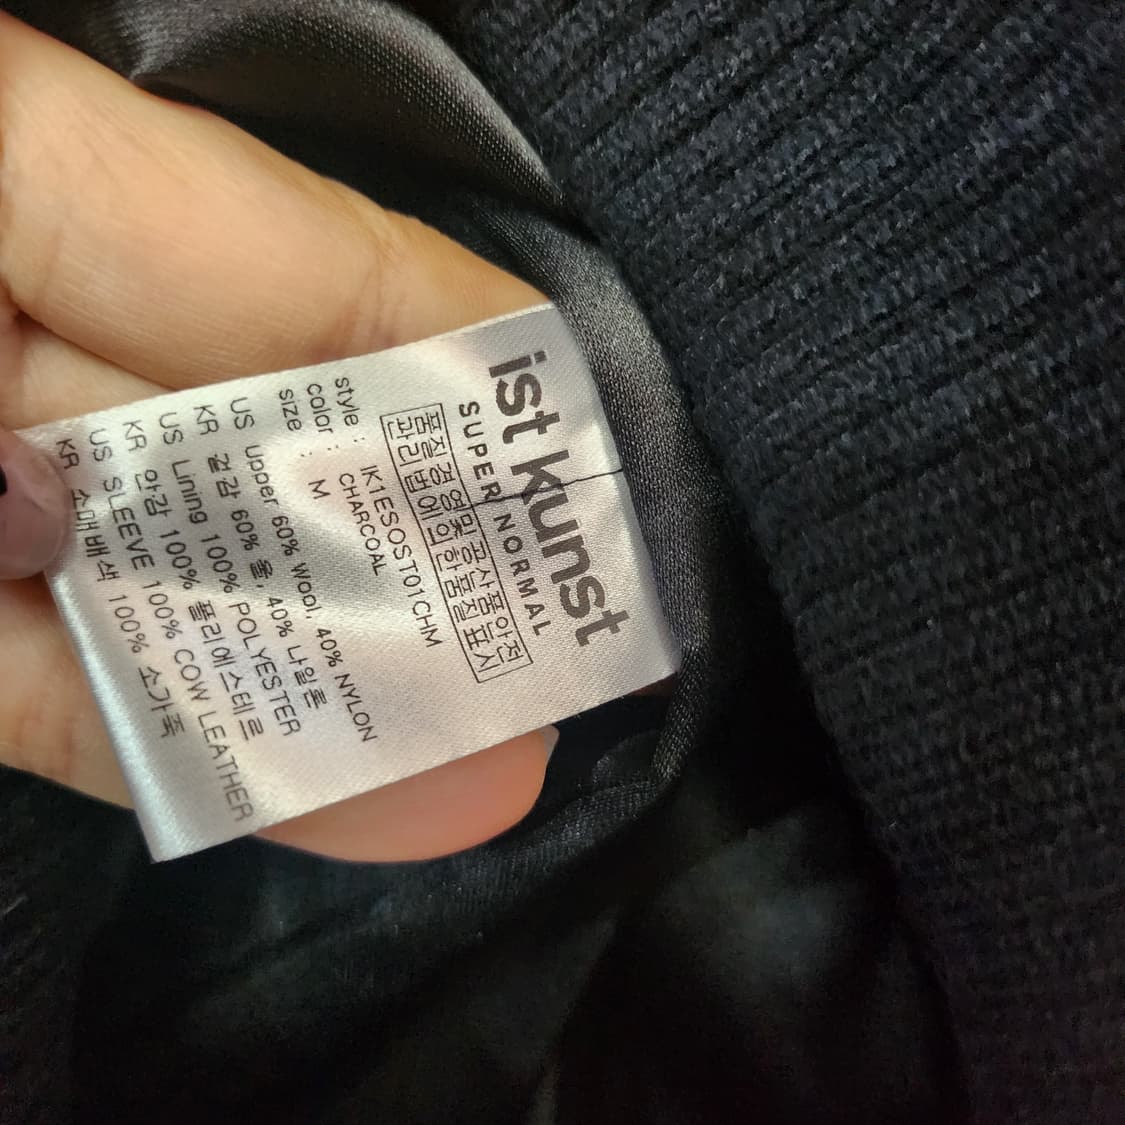 ist kunst
SUPER NORMAL
품질경영및공산품안전
관리법에의한품질표시
style : IK1ESOST01CHM
color : CHARCOAL
size : M
US upper 60% Wool, 40% NYLON
KR 겉감 60% 울, 40% 나일론
US Lining 100% POLYESTER
KR 안감 100% 폴리에스테르
US SLEEVE 100% COW LEATHER
KR 소매배색 100% 소가죽